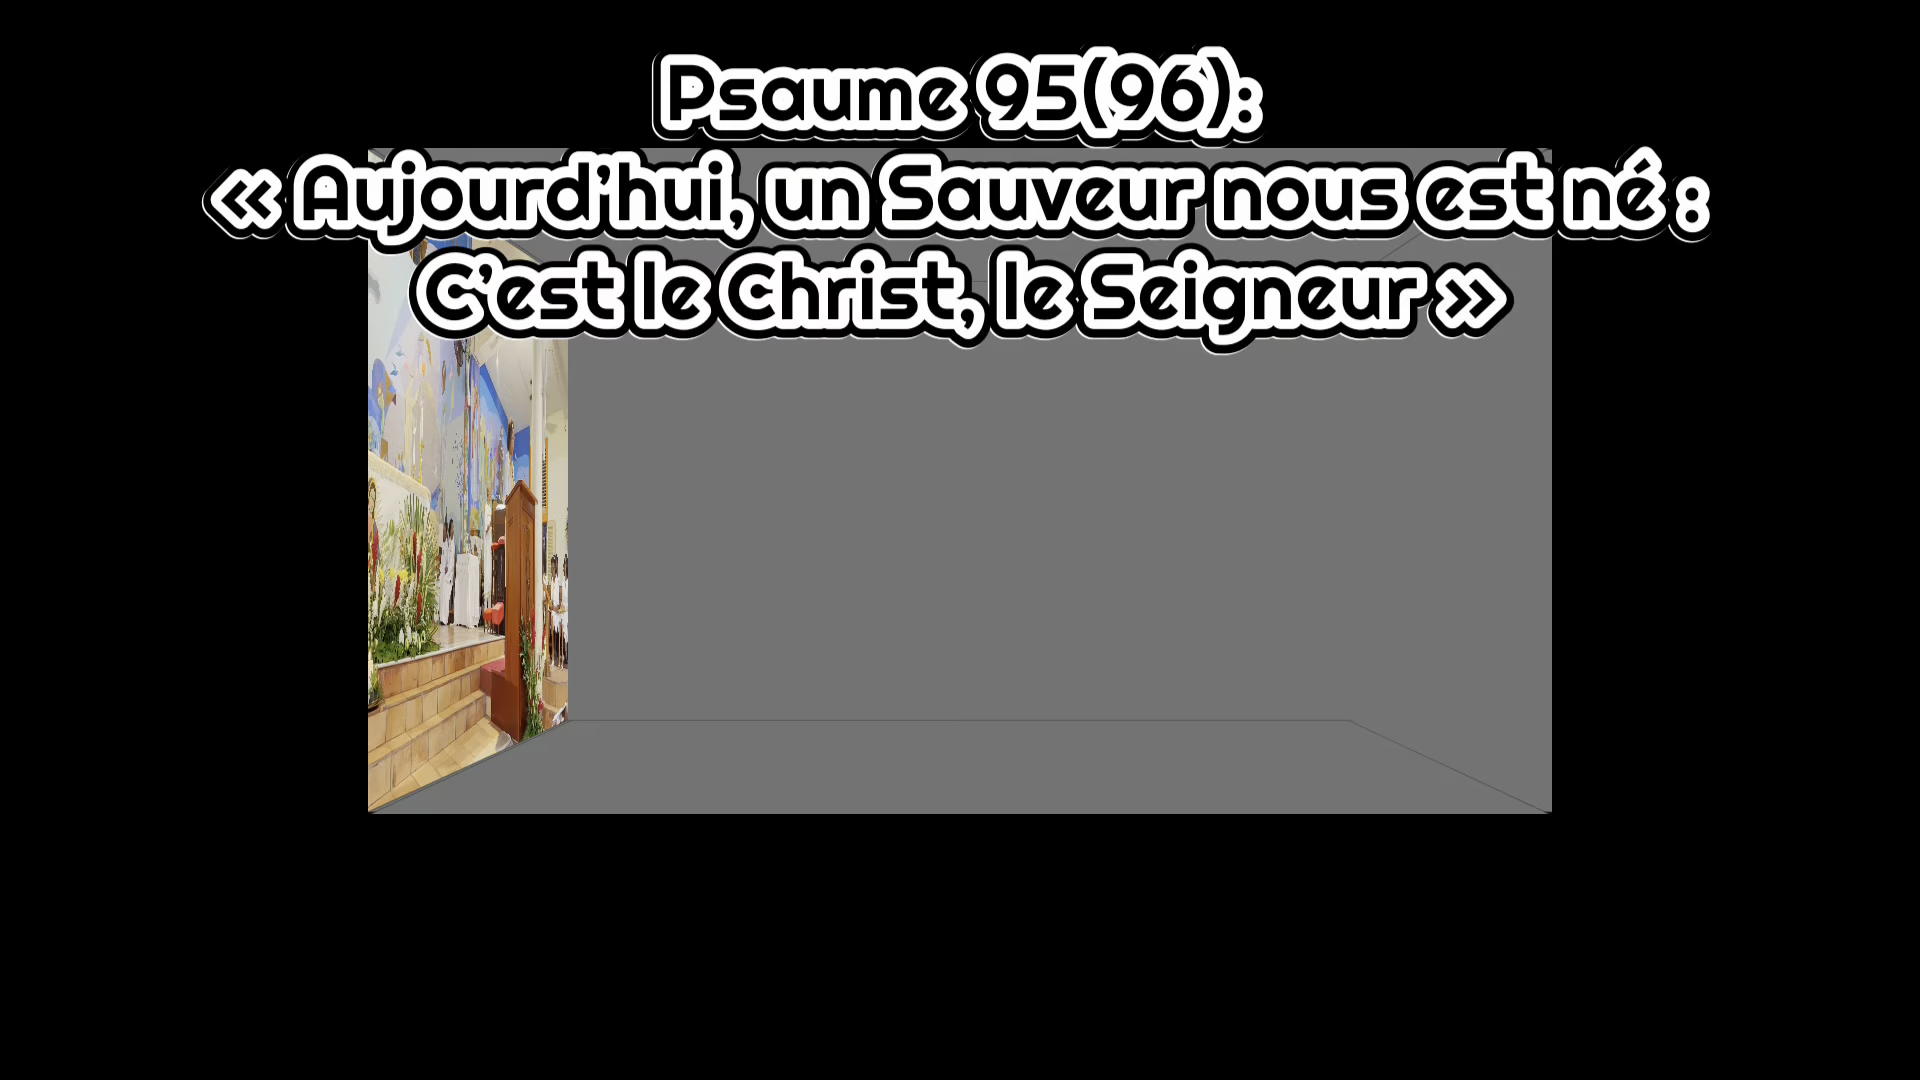 Psaume 95(96):
« Aujourd’hui, un Sauveur nous est né :
C’est le Christ, le Seigneur »